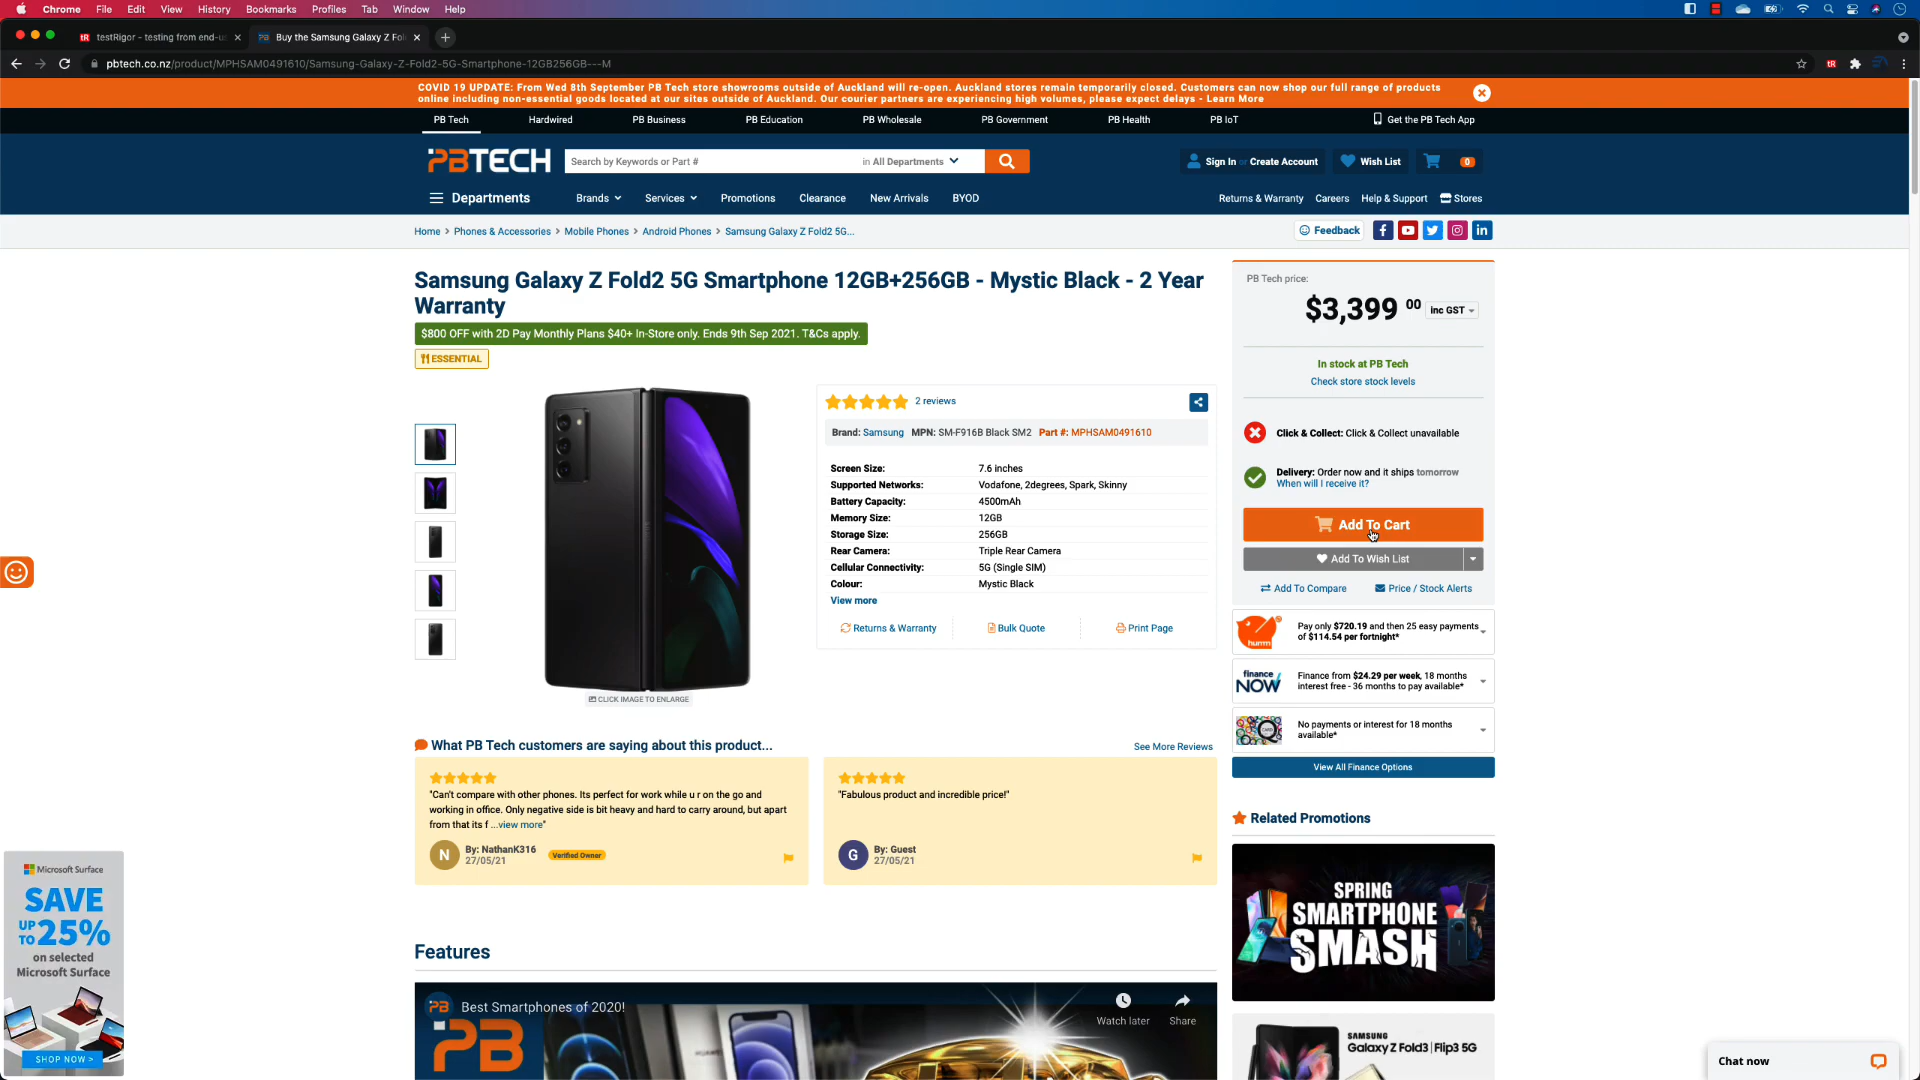 Chrome File Edit View History Bookmarks Profiles Tab Window Help
testRigor - testing from end-us
Buy the Samsung Galaxy Z Fol
pbtech.co.nz/product/MPHSAM0491610/Samsung-Galaxy-Z-Fold2-5G-Smartphone-12GB256GB---M
COVID 19 UPDATE: From Wed 8th September PB Tech store showrooms outside of Auckland will re-open. Auckland stores remain temporarily closed. Customers can now shop our full range of products
online including non-essential goods located at our sites outside of Auckland. Our courier partners are experiencing high volumes, please expect delays - Learn More
PB Tech Hardwired PB Business PB Education PB Wholesale PB Government PB Health PB IoT Get the PB Tech App
PBTECH
Search by Keywords or Part # in All Departments
Sign In or Create Account Wish List 0
Departments Brands Services Promotions Clearance New Arrivals BYOD
Returns & Warranty Careers Help & Support Stores
Home > Phones & Accessories > Mobile Phones > Android Phones > Samsung Galaxy Z Fold2 5G...
Feedback
Samsung Galaxy Z Fold2 5G Smartphone 12GB+256GB - Mystic Black - 2 Year
Warranty
$800 OFF with 2D Pay Monthly Plans $40+ In-Store only. Ends 9th Sep 2021. T&Cs apply.
ESSENTIAL
CLICK IMAGE TO ENLARGE
2 reviews
Brand: Samsung MPN: SM-F916B Black SM2 Part #: MPHSAM0491610
Screen Size: 7.6 inches
Supported Networks: Vodafone, 2degrees, Spark, Skinny
Battery Capacity: 4500mAh
Memory Size: 12GB
Storage Size: 256GB
Rear Camera: Triple Rear Camera
Cellular Connectivity: 5G (Single SIM)
Colour: Mystic Black
View more
Returns & Warranty Bulk Quote Print Page
PB Tech price:
$3,399 00 inc GST
In stock at PB Tech
Check store stock levels
Click & Collect: Click & Collect unavailable
Delivery: Order now and it ships tomorrow
When will I receive it?
Add To Cart
Add To Wish List
Add To Compare Price / Stock Alerts
humm
Pay only $720.19 and then 25 easy payments
of $114.54 per fortnight*
finance
NOW
Finance from $24.29 per week, 18 months
interest free - 36 months to pay available*
No payments or interest for 18 months
available*
View All Finance Options
What PB Tech customers are saying about this product...
See More Reviews
"Can't compare with other phones. Its perfect for work while u r on the go and
working in office. Only negative side is bit heavy and hard to carry around, but apart
from that its f ...view more"
N
By: NathanK316
27/05/21
Verified Owner
"Fabulous product and incredible price!"
G
By: Guest
27/05/21
Related Promotions
SPRING
SMARTPHONE
SMASH
SAMSUNG
Galaxy Z Fold3 | Flip3 5G
Features
PB
Best Smartphones of 2020!
Watch later
Share
PB
HUAWEI
Microsoft Surface
SAVE
UP TO 25%
on selected
Microsoft Surface
SHOP NOW >
Chat now